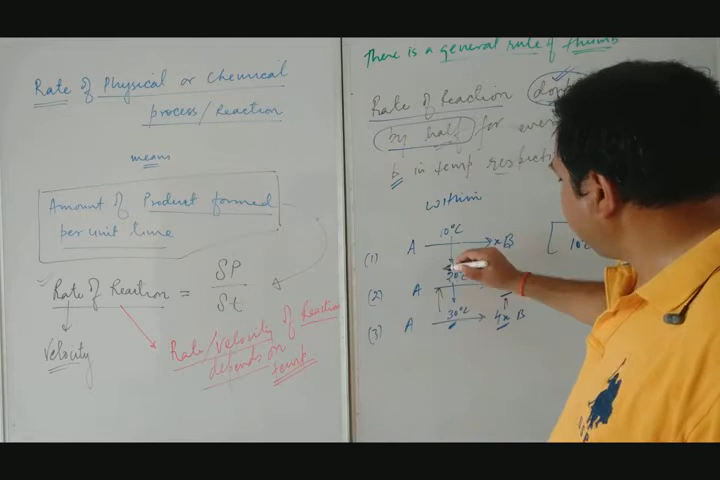 Rate of Physical or Chemical
process/Reaction
means
Amount of Product formed
per unit time
Rate of Reaction = δP
δt
Velocity
Rate/Velocity of Reaction
depends on
temp
There is a general rule of thumb
Rate of Reaction
by half for
in temp
within
10°C
(1) A xB
(2) A
30°C
(3) A 4x B
10°C